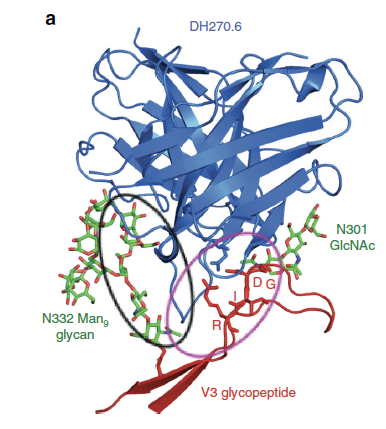 a
DH270.6
N301
GlcNAc
D G
I
R
N332 Man9
glycan
V3 glycopeptide